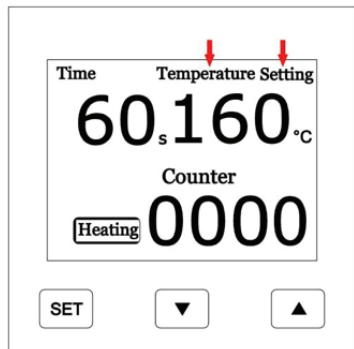 Time Temperature Setting
60s 160°C
Counter
Heating 0000
SET ▼ ▲